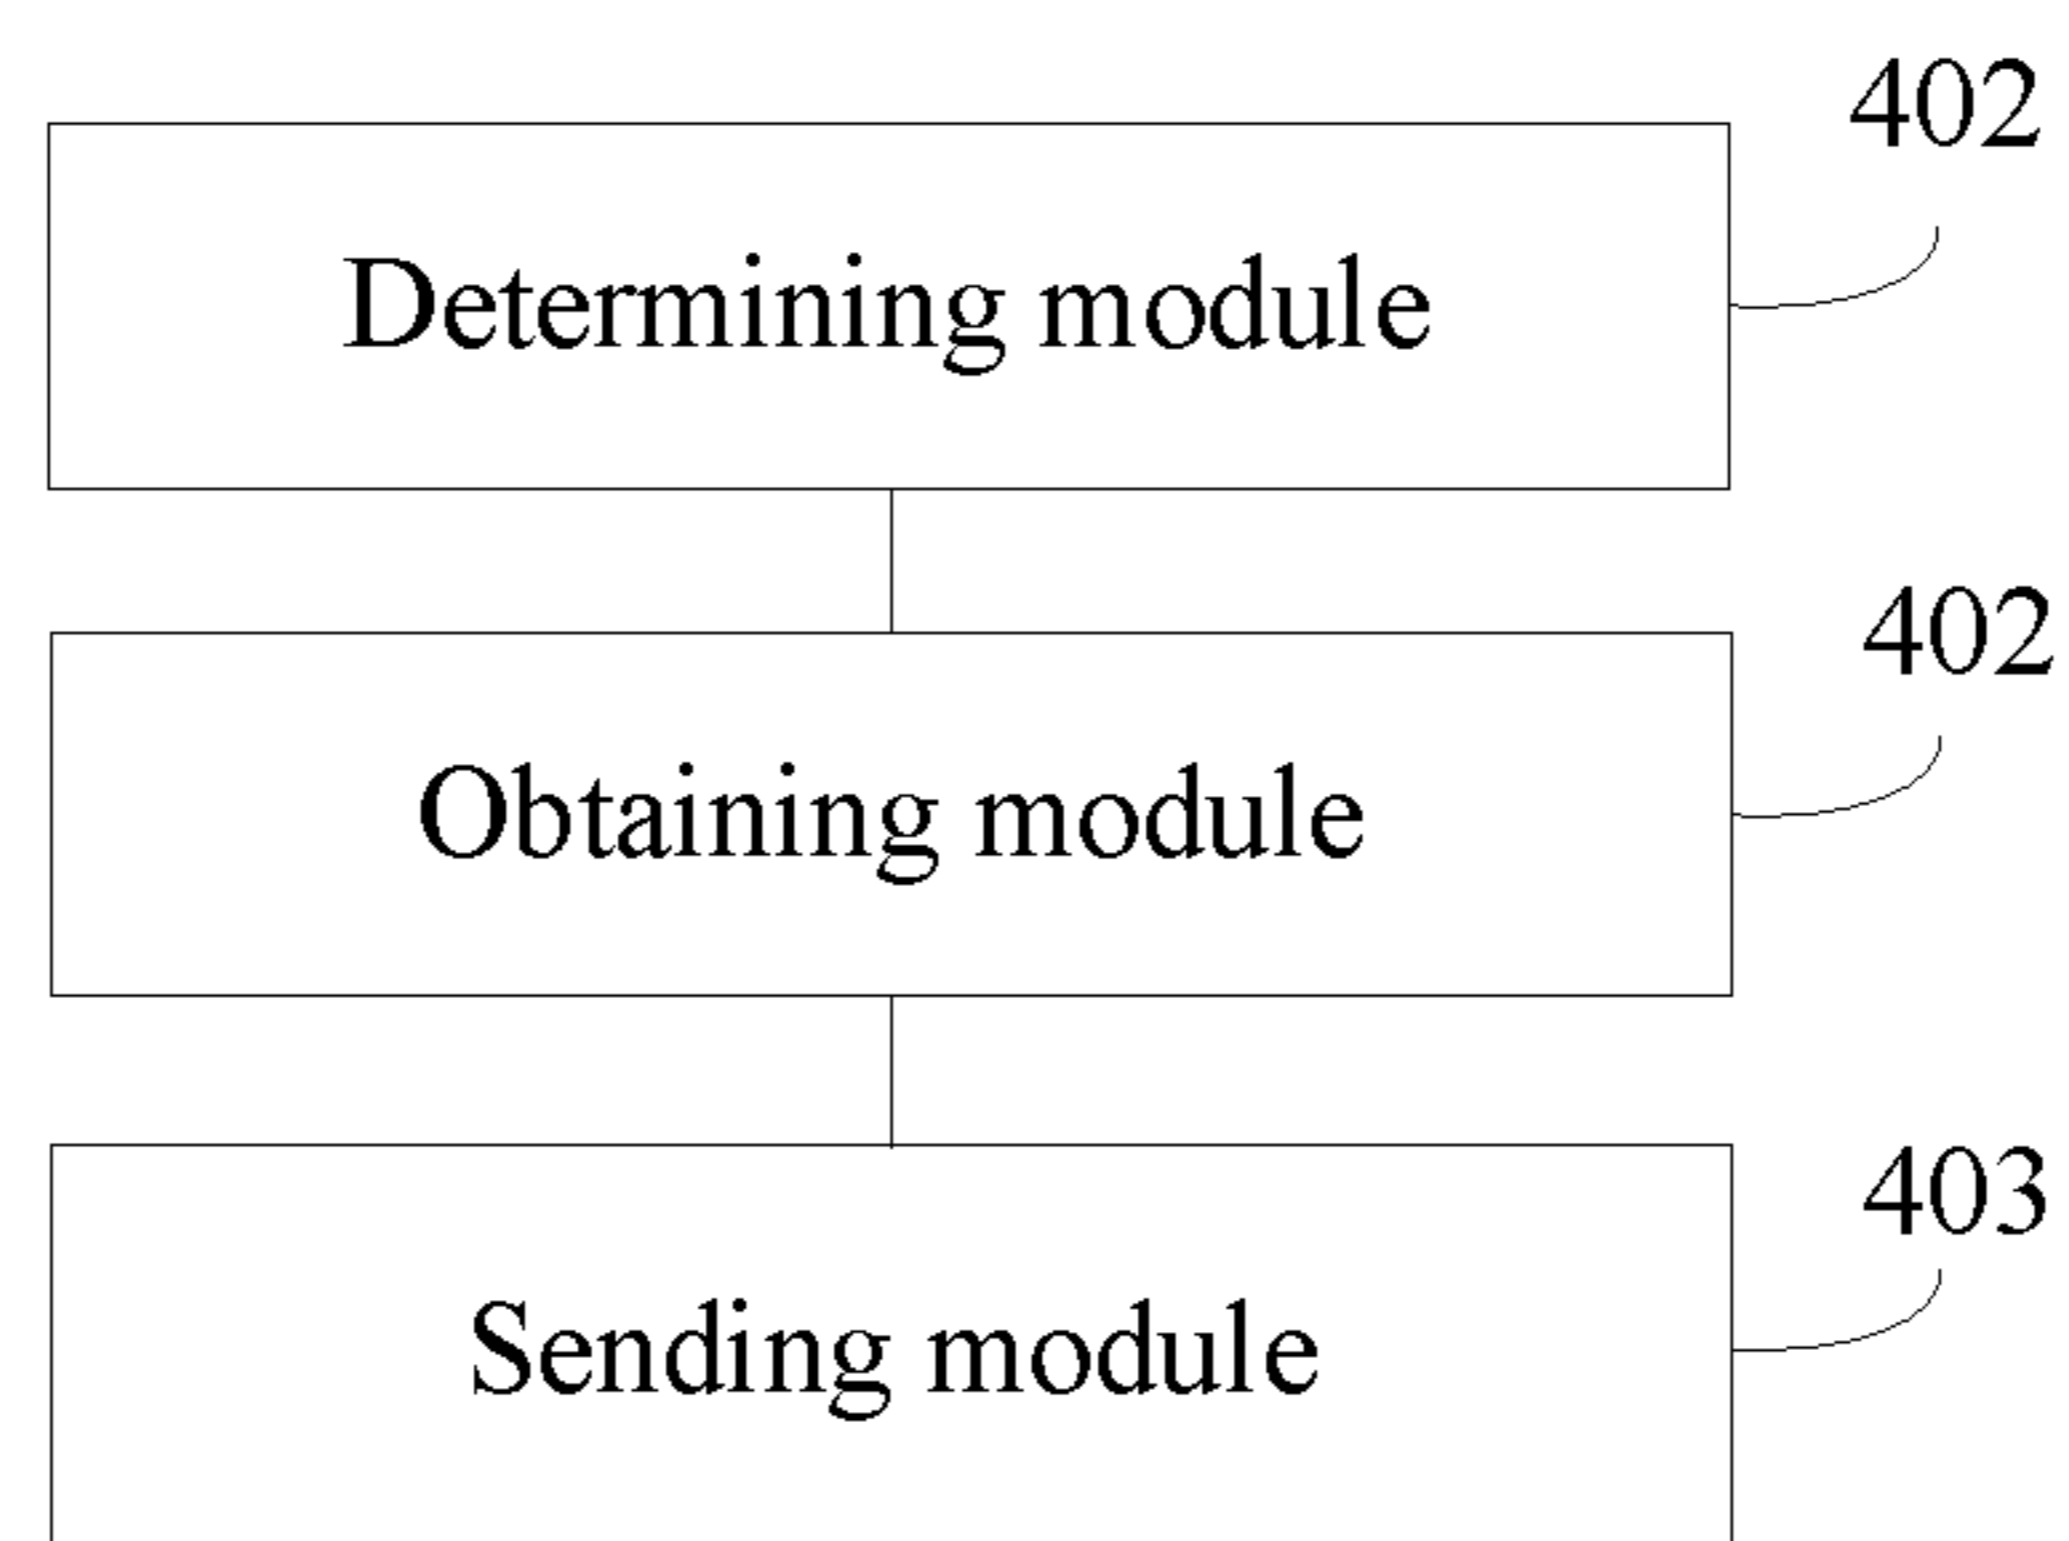 402
Determining module
402
Obtaining module
403
Sending module